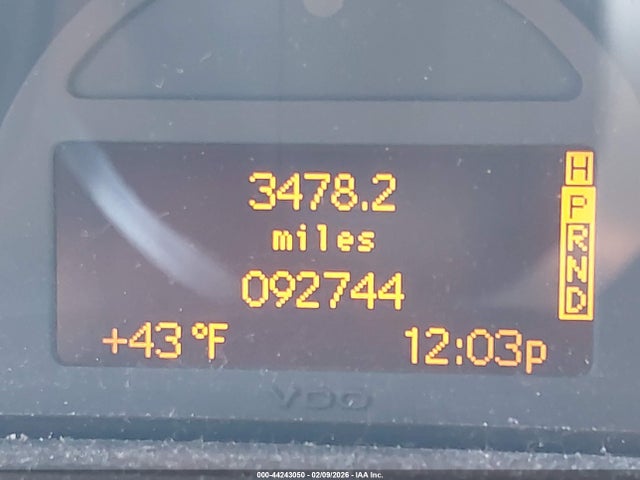 3478.2
miles
092744
+43 °F
12:03p
H
P
R
N
D
VDO
000-44243050 - 02/09/2026 - IAA Inc.